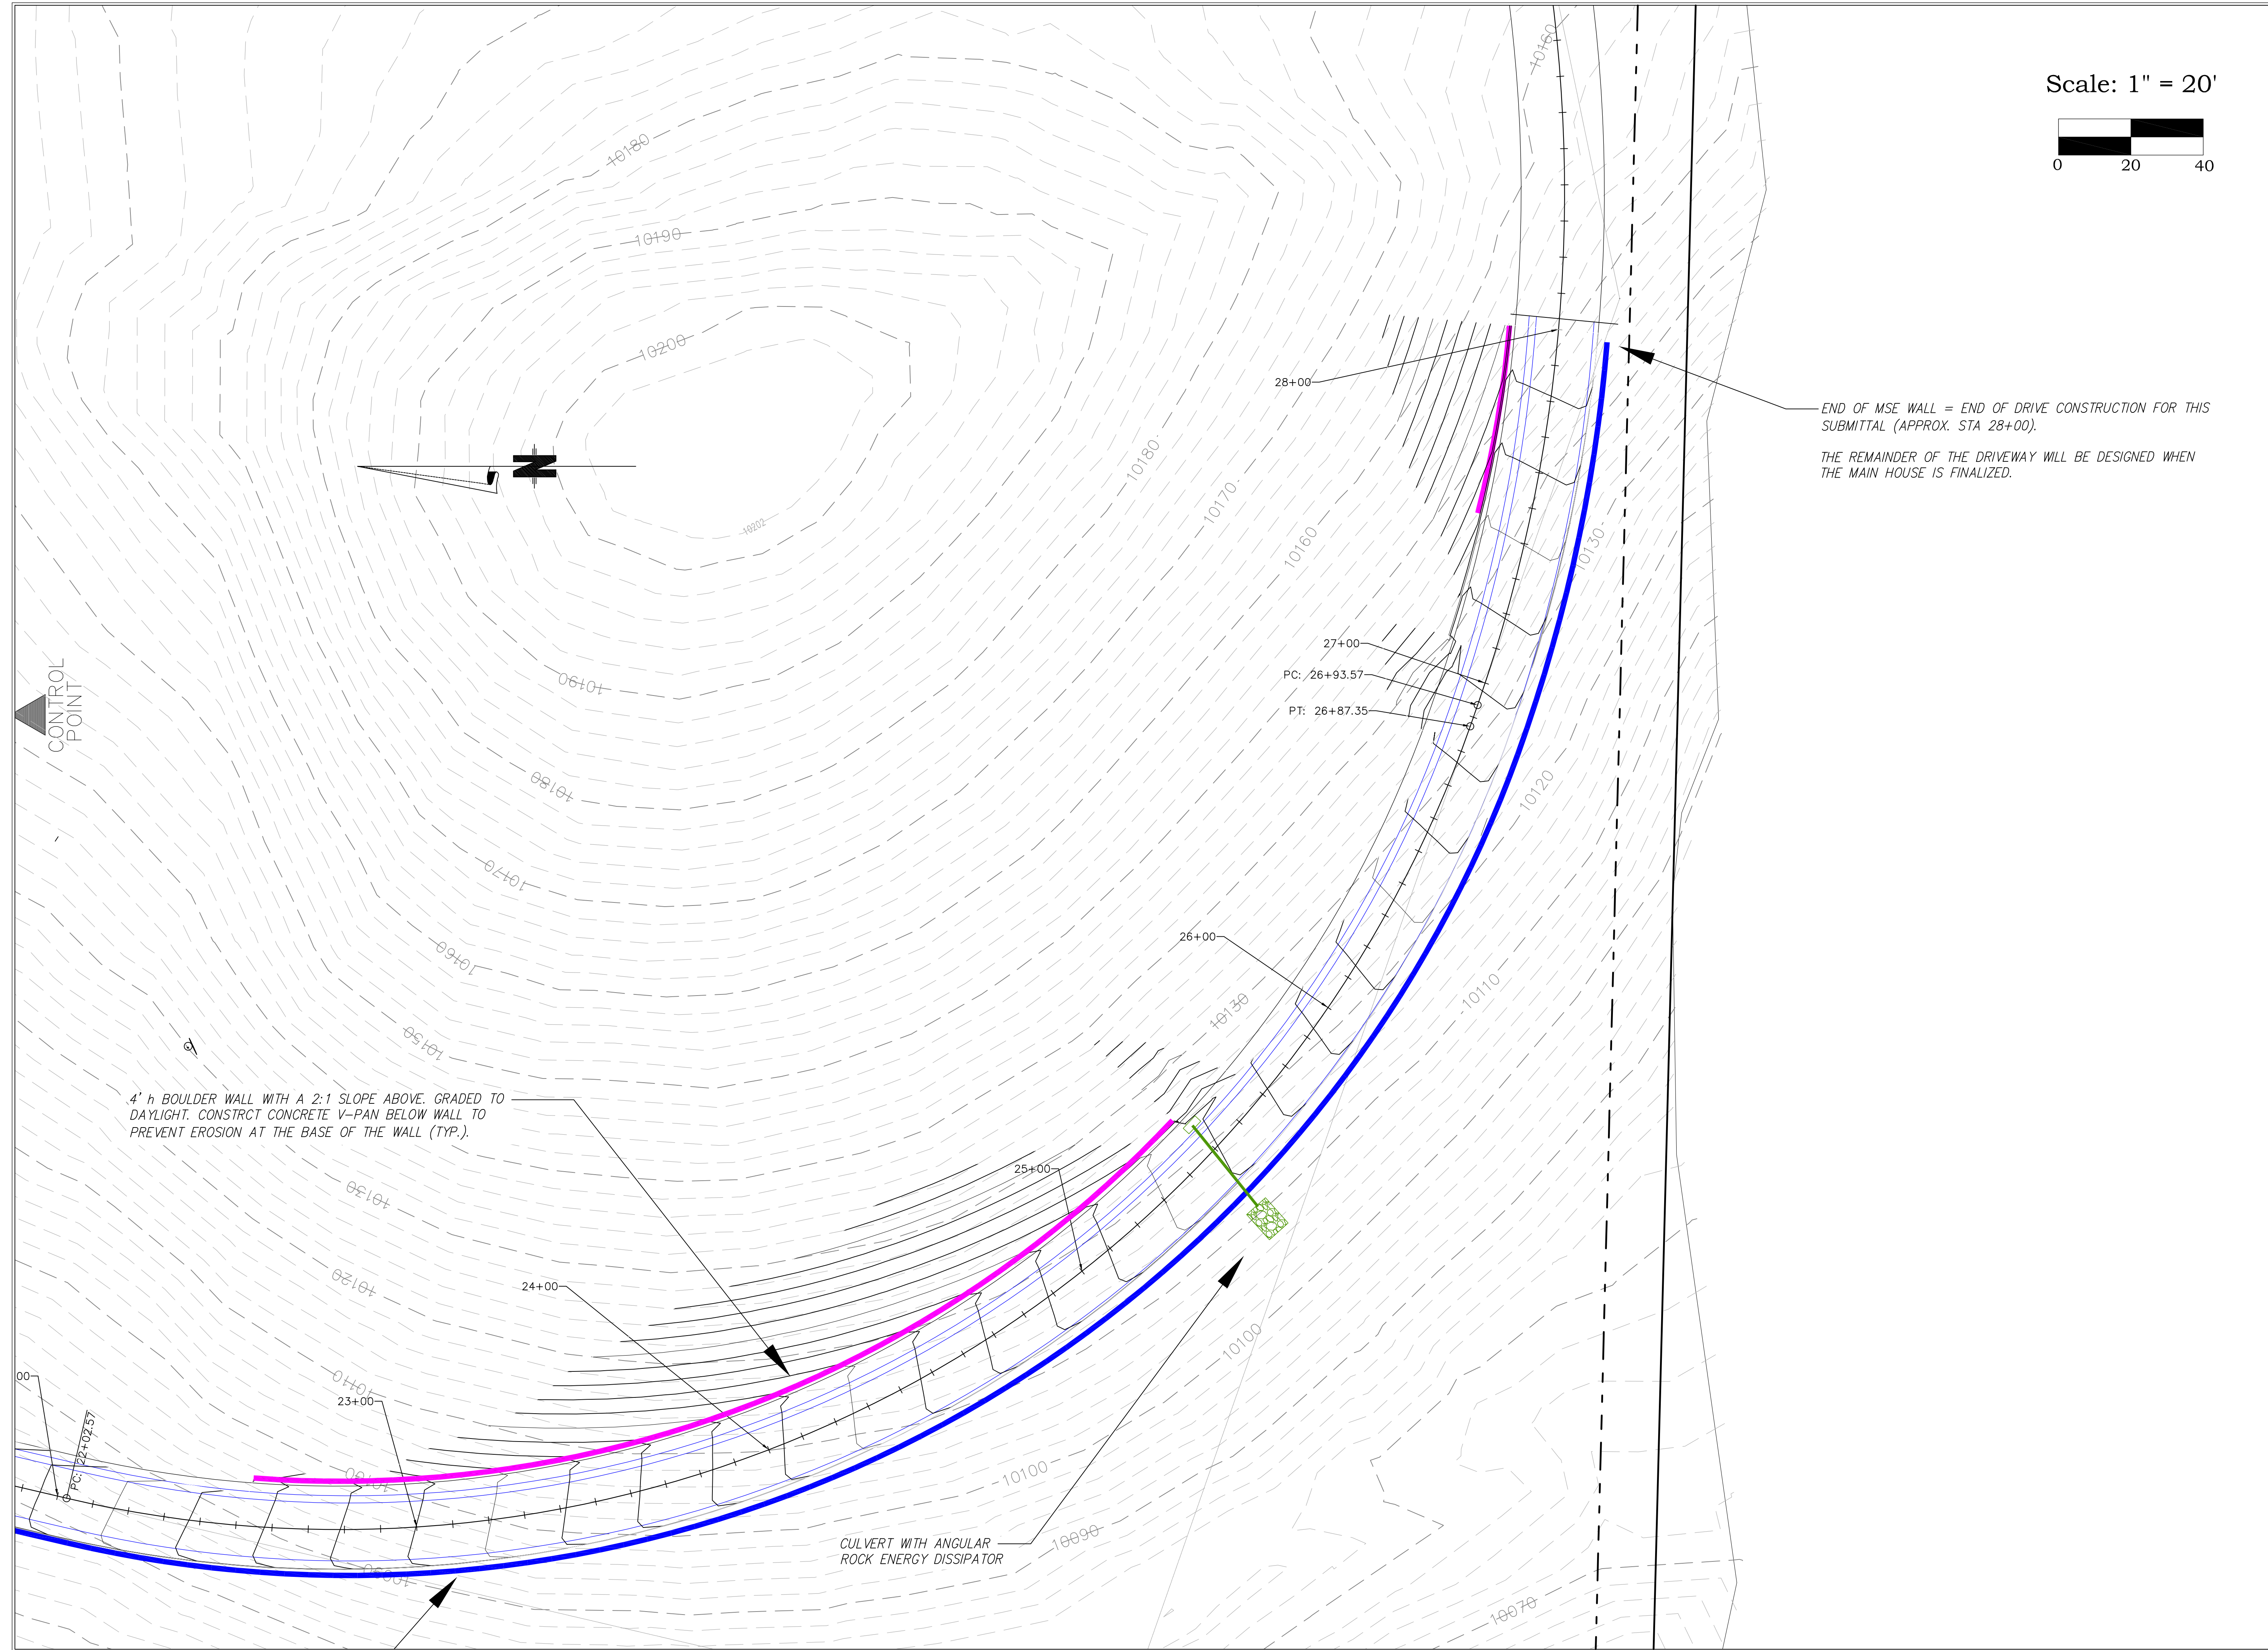 Scale: 1" = 20'
0 20 40
10160
10180
10190
10200
10202
10180
10170
10160
28+00
END OF MSE WALL = END OF DRIVE CONSTRUCTION FOR THIS
SUBMITTAL (APPROX. STA 28+00).
THE REMAINDER OF THE DRIVEWAY WILL BE DESIGNED WHEN
THE MAIN HOUSE IS FINALIZED.
N
10130
27+00
PC: 26+93.57
PT: 26+87.35
CONTROL
POINT
10190
10180
10170
10160
10150
10120
26+00
10110
10130
4' h BOULDER WALL WITH A 2:1 SLOPE ABOVE. GRADED TO
DAYLIGHT. CONSTRCT CONCRETE V-PAN BELOW WALL TO
PREVENT EROSION AT THE BASE OF THE WALL (TYP.).
25+00
10130
10120
24+00
10110
10100
00
23+00
PC: 22+02.57
10100
10100
10090
CULVERT WITH ANGULAR
ROCK ENERGY DISSIPATOR
10090
10070